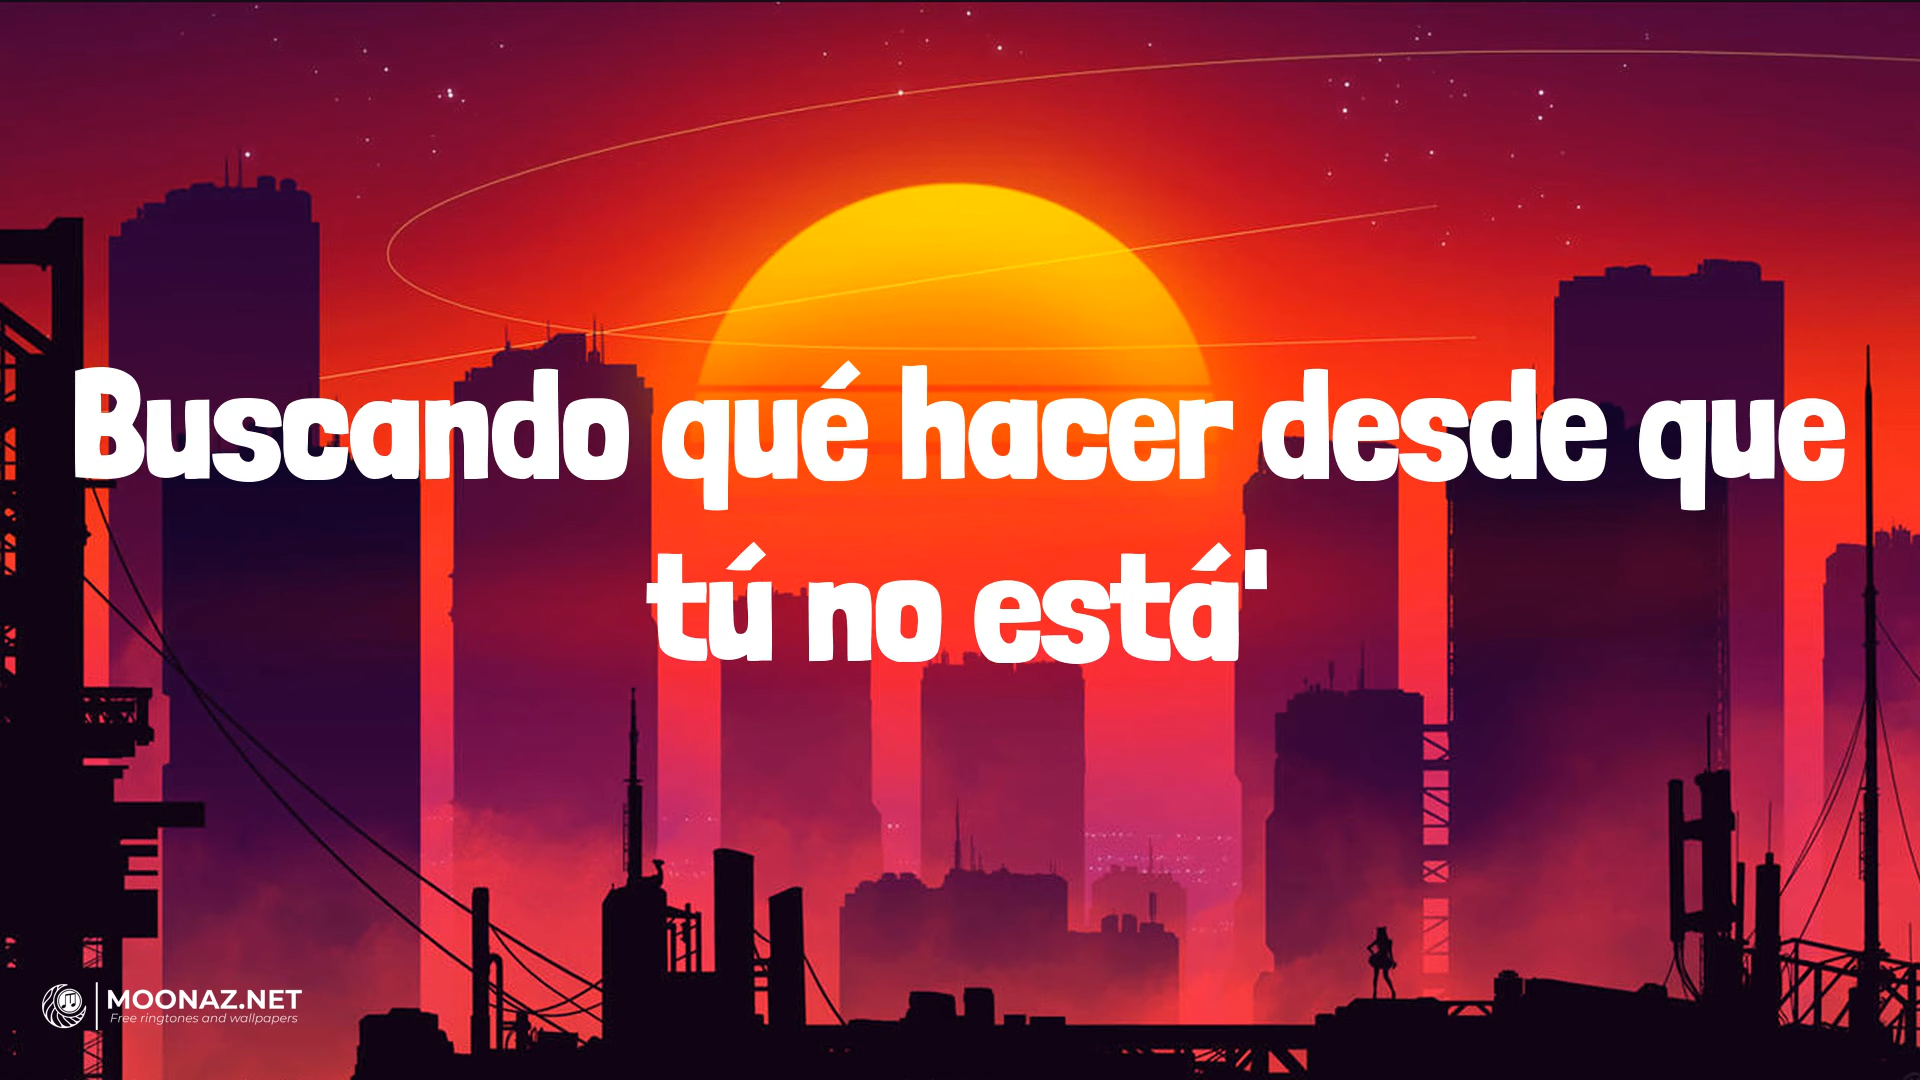 Buscando qué hacer desde que
tú no está'
MOONAZ.NET
Free ringtones and wallpapers